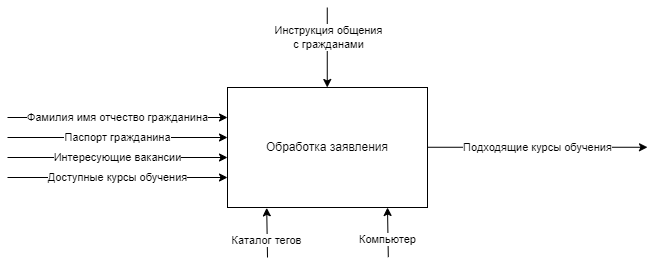 Инструкция общения
с гражданами
Фамилия имя отчество гражданина
Паспорт гражданина
Интересующие вакансии
Доступные курсы обучения
Обработка заявления
Подходящие курсы обучения
Каталог тегов
Компьютер